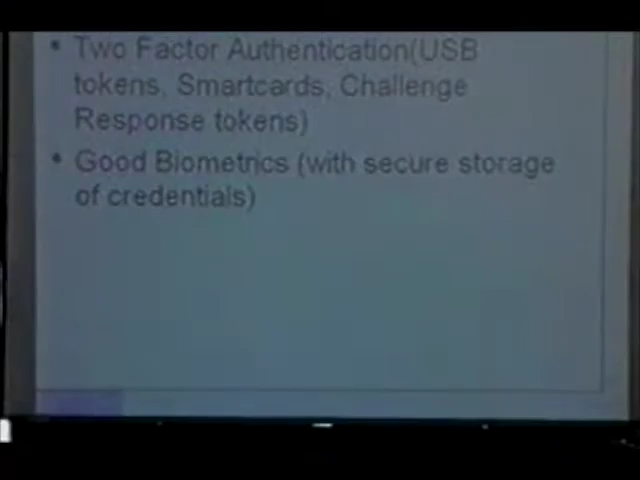 • Two Factor Authentication(USB
tokens, Smartcards, Challenge
Response tokens)
• Good Biometrics (with secure storage
of credentials)